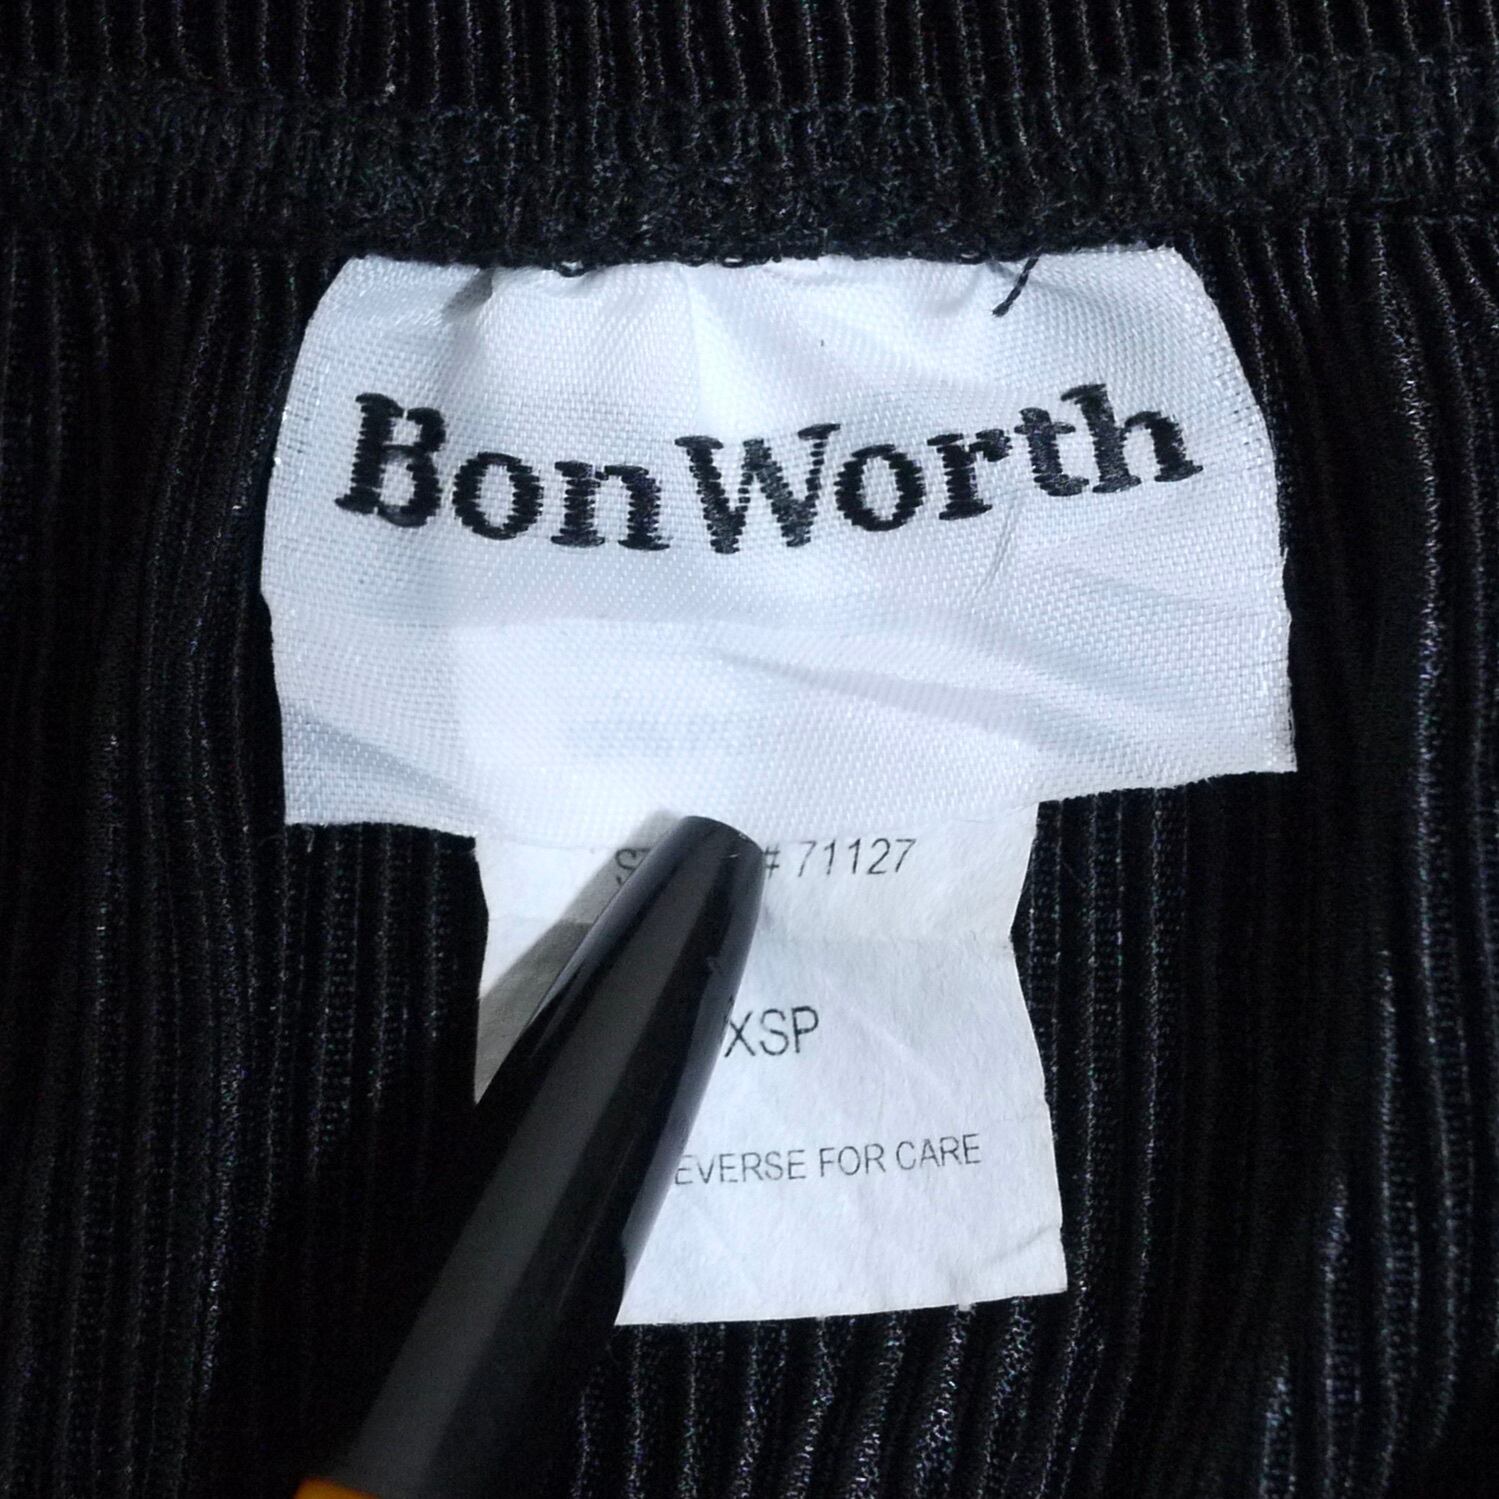 BonWorth
# 71127
XSP
EVERSE FOR CARE